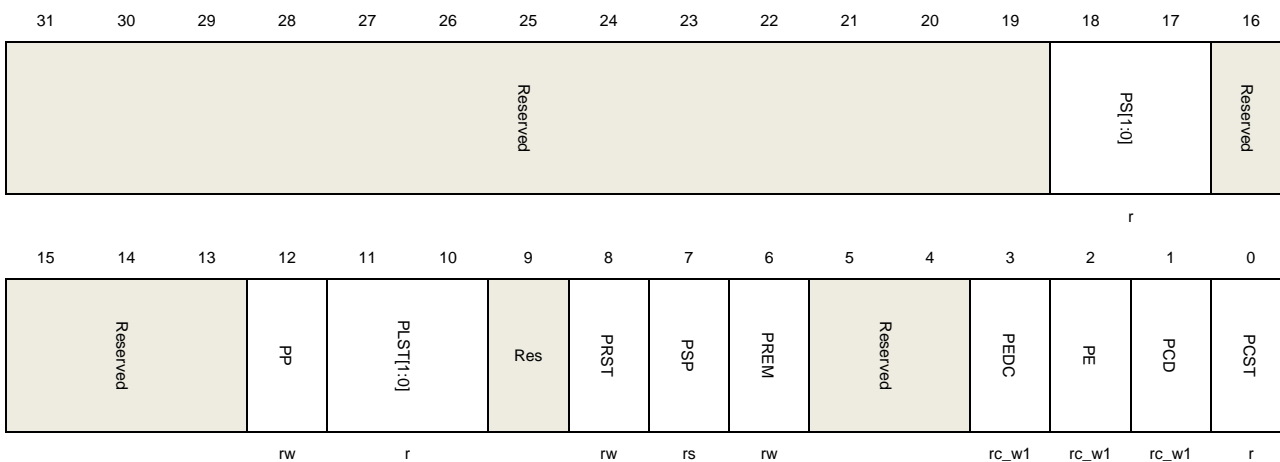 31 30 29 28 27 26 25 24 23 22 21 20 19 18 17 16
Reserved PS[1:0] Reserved
r
15 14 13 12 11 10 9 8 7 6 5 4 3 2 1 0
Reserved PP PLST[1:0] Res PRST PSP PREM Reserved PEDC PE PCD PCST
rw r rw rs rw rc_w1 rc_w1 rc_w1 r